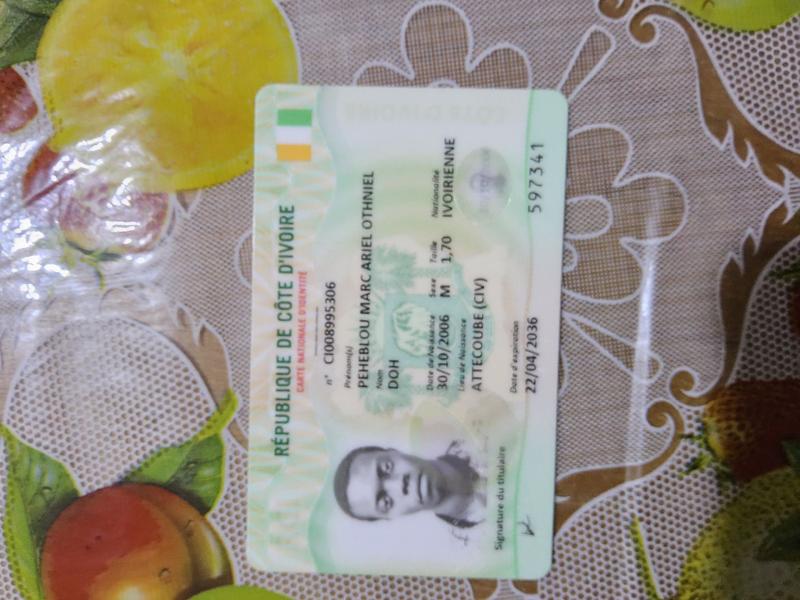 RÉPUBLIQUE DE CÔTE D'IVOIRE
CARTE NATIONALE D'IDENTITÉ
n° CI008995306
Prénom(s)
PEHEBLOU MARC ARIEL OTHNIEL
Nom
DOH
Date de Naissance Sexe Taille Nationalité
30/10/2006 M 1,70 IVOIRIENNE
Lieu de Naissance
ATTECOUBE (CIV)
Signature du titulaire
Date d'expiration
22/04/2036
597341